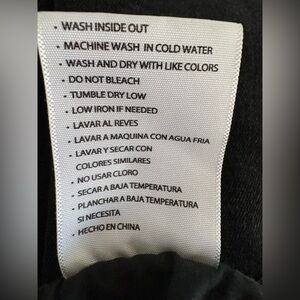 • WASH INSIDE OUT
• MACHINE WASH IN COLD WATER
• WASH AND DRY WITH LIKE COLORS
• DO NOT BLEACH
• TUMBLE DRY LOW
• LOW IRON IF NEEDED
• LAVAR AL REVES
• LAVAR A MAQUINA CON AGUA FRIA
• LAVAR Y SECAR CON
COLORES SIMILARES
• NO USAR CLORO
• SECAR A BAJA TEMPERATURA
• PLANCHAR A BAJA TEMPERATURA
SI NECESITA
• HECHO EN CHINA